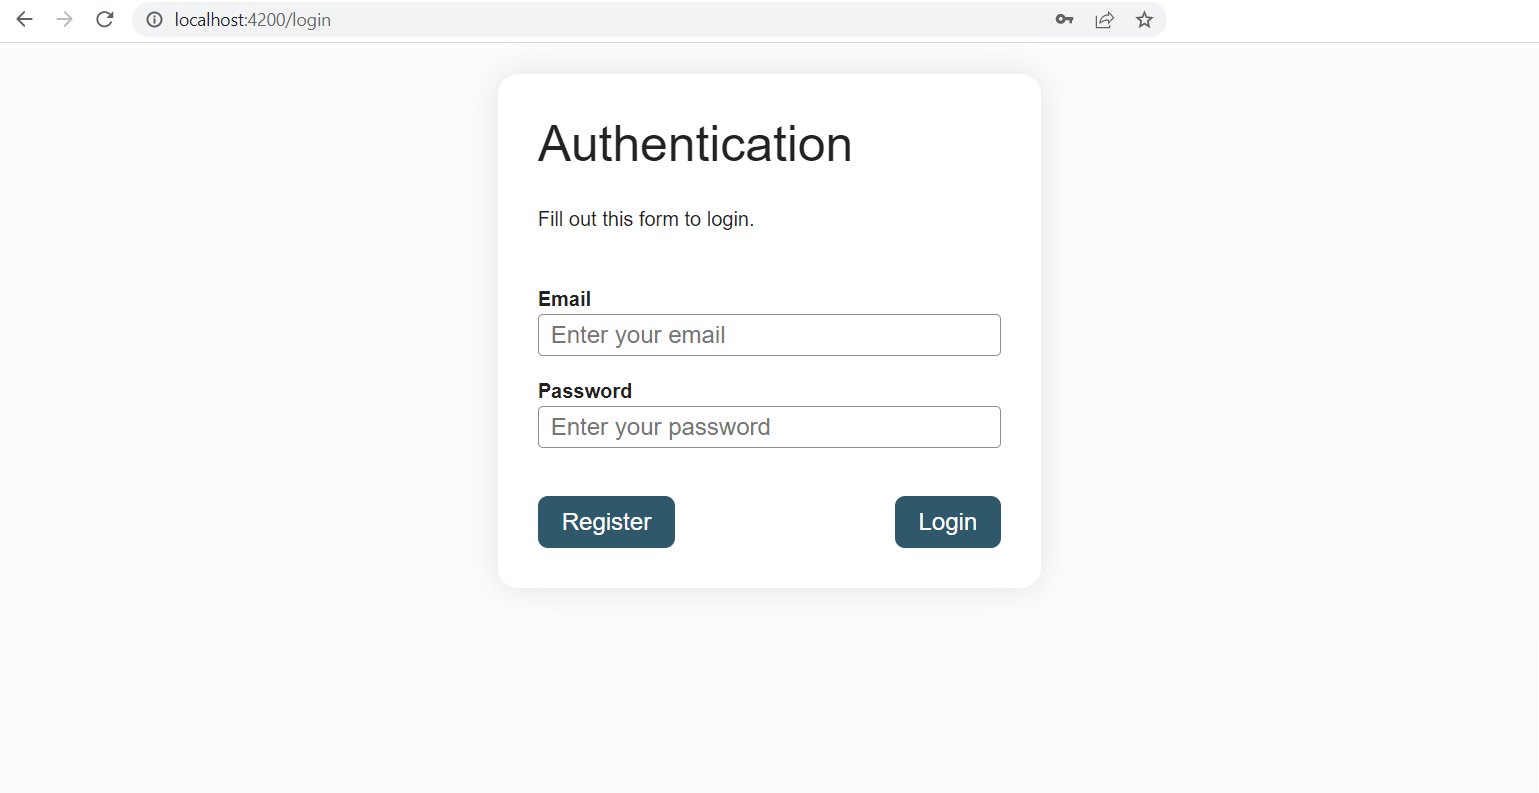 localhost:4200/login
Authentication
Fill out this form to login.
Email
Enter your email
Password
Enter your password
Register Login